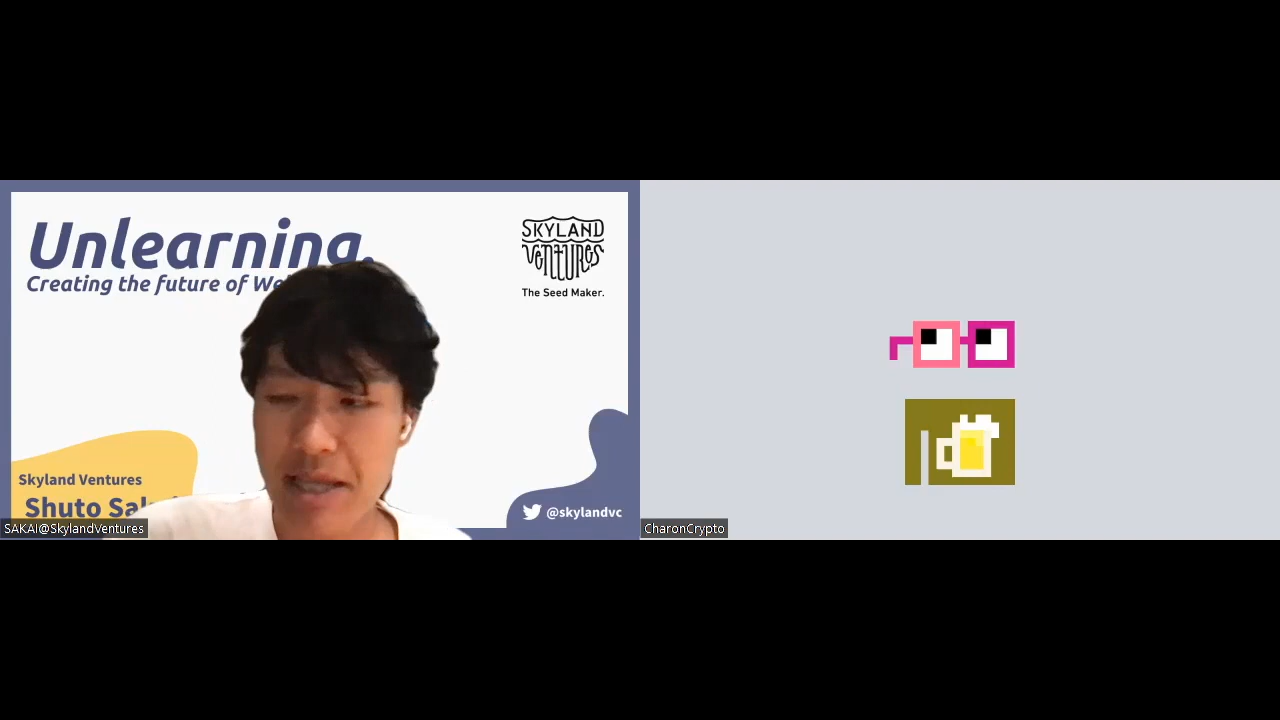 Unlearning.
Creating the future of
SKYLAND
VENTURES
The Seed Maker.
Skyland Ventures
Shuto
@skylandvc
SAKAI@SkylandVentures
CharonCrypto